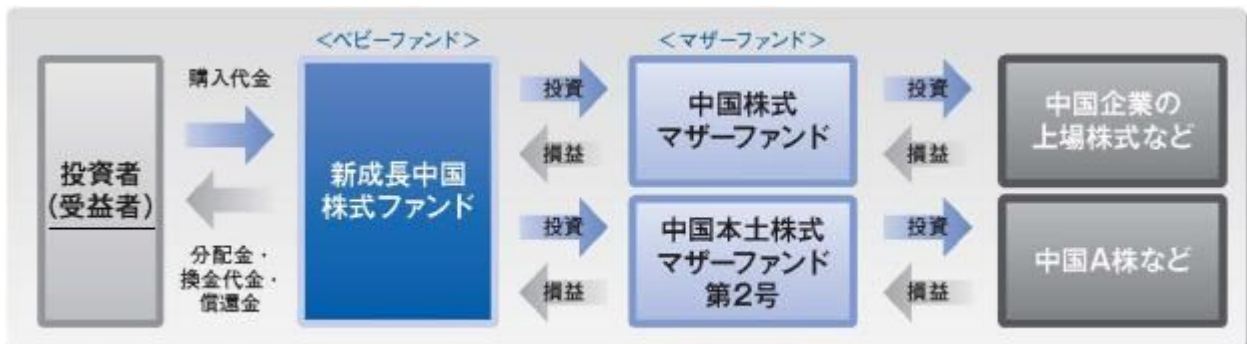 <ベビーファンド>
<マザーファンド>
投資者
(受益者)
購入代金
分配金・
換金代金・
償還金
新成長中国
株式ファンド
投資
損益
投資
損益
中国株式
マザーファンド
中国本土株式
マザーファンド
第2号
投資
損益
投資
損益
中国企業の
上場株式など
中国A株など